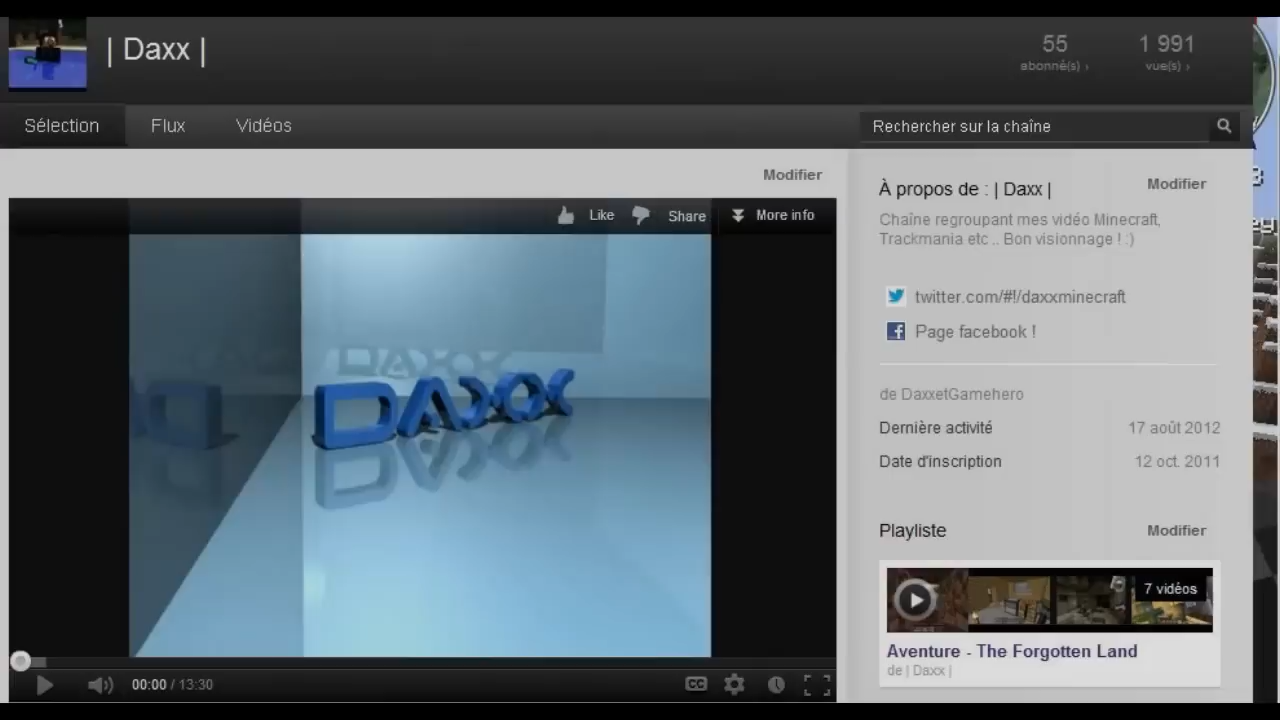 | Daxx |
55
abonné(s) ›
1 991
vue(s) ›
Sélection
Flux
Vidéos
Rechercher sur la chaîne
Modifier
Like
Share
More info
DAXX
DAXX
00:00 / 13:30
CC
À propos de : | Daxx |
Modifier
Chaîne regroupant mes vidéo Minecraft,
Trackmania etc .. Bon visionnage ! :)
twitter.com/#!/daxxminecraft
Page facebook !
de DaxxetGamehero
Dernière activité
17 août 2012
Date d'inscription
12 oct. 2011
Playliste
Modifier
7 vidéos
Aventure - The Forgotten Land
de | Daxx |